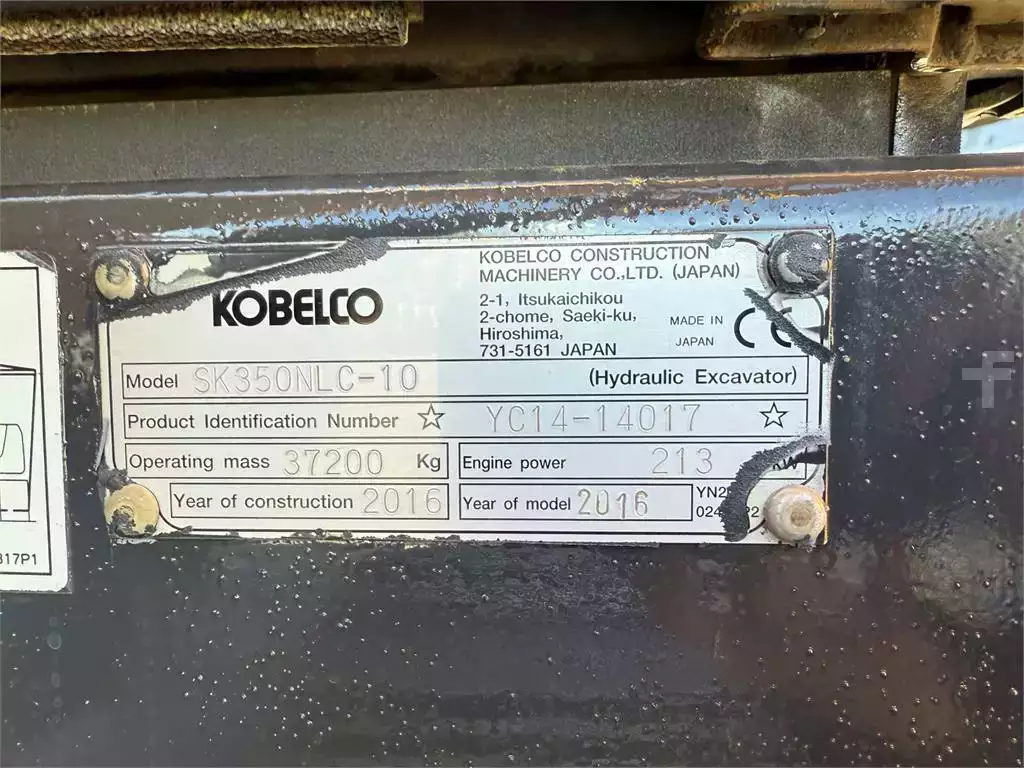 KOBELCO
KOBELCO CONSTRUCTION
MACHINERY CO.,LTD. (JAPAN)
2-1, Itsukaichikou
2-chome, Saeki-ku,
Hiroshima,
731-5161 JAPAN
MADE IN
JAPAN
CE
Model SK350NLC-10 (Hydraulic Excavator)
Product Identification Number ☆ YC14-14017 ☆
Operating mass 37200 Kg
Engine power 213 kW
Year of construction 2016
Year of model 2016
317P1